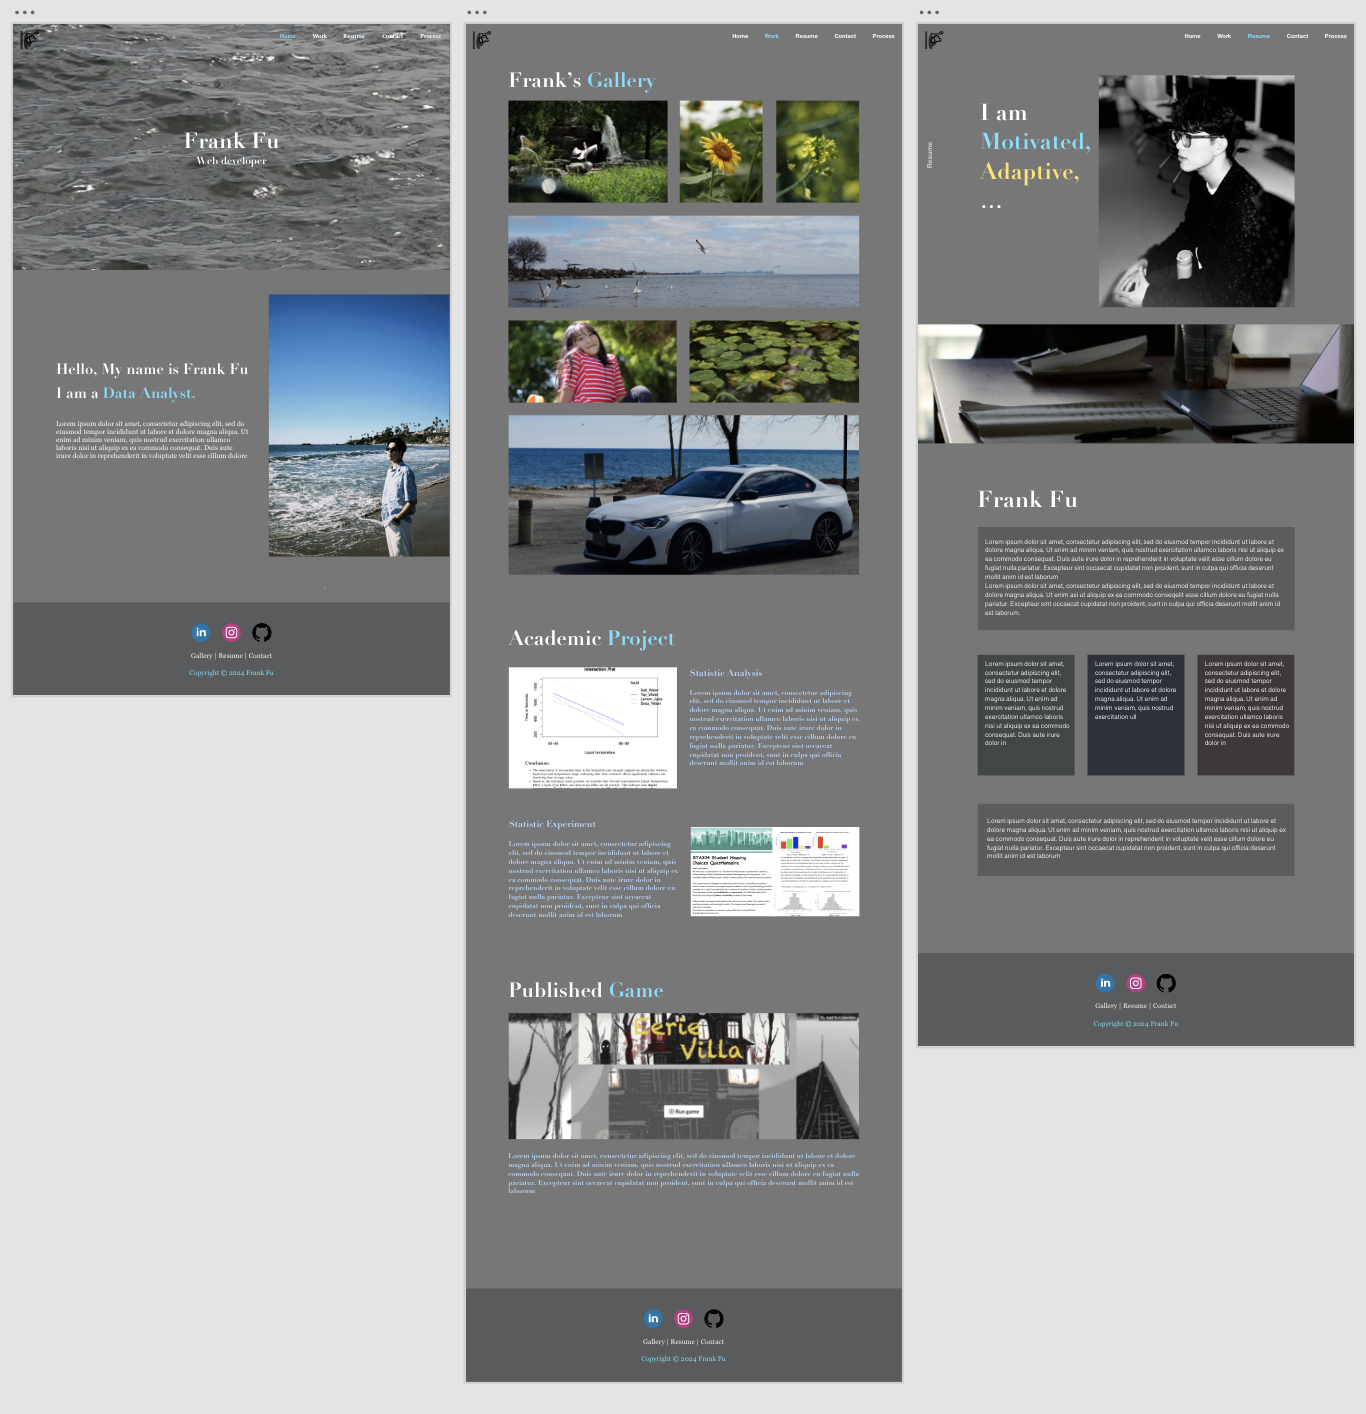 Home Work Resume Contact Process
Frank Fu
Web developer
Hello, My name is Frank Fu
I am a Data Analyst.
Lorem ipsum dolor sit amet, consectetur adipiscing elit, sed do
eiusmod tempor incididunt ut labore et dolore magna aliqua. Ut
enim ad minim veniam, quis nostrud exercitation ullamco
laboris nisi ut aliquip ex ea commodo consequat. Duis aute
irure dolor in reprehenderit in voluptate velit esse cillum dolore
Gallery | Resume | Contact
Copyright © 2024 Frank Fu
Home Work Resume Contact Process
Frank's Gallery
Academic Project
Interaction Plot
Liquid temperature
Conclusion
Statistic Analysis
Lorem ipsum dolor sit amet, consectetur adipiscing
elit, sed do eiusmod tempor incididunt ut labore et
dolore magna aliqua. Ut enim ad minim veniam, quis
nostrud exercitation ullamco laboris nisi ut aliquip ex
ea commodo consequat. Duis aute irure dolor in
reprehenderit in voluptate velit esse cillum dolore eu
fugiat nulla pariatur. Excepteur sint occaecat
cupidatat non proident, sunt in culpa qui officia
deserunt mollit anim id est laborum
Statistic Experiment
Lorem ipsum dolor sit amet, consectetur adipiscing
elit, sed do eiusmod tempor incididunt ut labore et
dolore magna aliqua. Ut enim ad minim veniam, quis
nostrud exercitation ullamco laboris nisi ut aliquip ex
ea commodo consequat. Duis aute irure dolor in
reprehenderit in voluptate velit esse cillum dolore eu
fugiat nulla pariatur. Excepteur sint occaecat
cupidatat non proident, sunt in culpa qui officia
deserunt mollit anim id est laborum
STA304 Student Housing
Choices Questionnaire
Published Game
Add To Collection
Eerie
Villa
Run game
Lorem ipsum dolor sit amet, consectetur adipiscing elit, sed do eiusmod tempor incididunt ut labore et dolore
magna aliqua. Ut enim ad minim veniam, quis nostrud exercitation ullamco laboris nisi ut aliquip ex ea
commodo consequat. Duis aute irure dolor in reprehenderit in voluptate velit esse cillum dolore eu fugiat nulla
pariatur. Excepteur sint occaecat cupidatat non proident, sunt in culpa qui officia deserunt mollit anim id est
laborum
Gallery | Resume | Contact
Copyright © 2024 Frank Fu
Home Work Resume Contact Process
Resume
I am
Motivated,
Adaptive,
...
Frank Fu
Lorem ipsum dolor sit amet, consectetur adipiscing elit, sed do eiusmod tempor incididunt ut labore et
dolore magna aliqua. Ut enim ad minim veniam, quis nostrud exercitation ullamco laboris nisi ut aliquip ex
ea commodo consequat. Duis aute irure dolor in reprehenderit in voluptate velit esse cillum dolore eu
fugiat nulla pariatur. Excepteur sint occaecat cupidatat non proident, sunt in culpa qui officia deserunt
mollit anim id est laborum
Lorem ipsum dolor sit amet, consectetur adipiscing elit, sed do eiusmod tempor incididunt ut labore et
dolore magna aliqua. Ut enim asi ut aliquip ex ea commodo conseqelit esse cillum dolore eu fugiat nulla
pariatur. Excepteur sint occaecat cupidatat non proident, sunt in culpa qui officia deserunt mollit anim id
est laborum.
Lorem ipsum dolor sit amet,
consectetur adipiscing elit,
sed do eiusmod tempor
incididunt ut labore et dolore
magna aliqua. Ut enim ad
minim veniam, quis nostrud
exercitation ullamco laboris
nisi ut aliquip ex ea commodo
consequat. Duis aute irure
dolor in
Lorem ipsum dolor sit amet,
consectetur adipiscing elit,
sed do eiusmod tempor
incididunt ut labore et dolore
magna aliqua. Ut enim ad
minim veniam, quis nostrud
exercitation ull
Lorem ipsum dolor sit amet,
consectetur adipiscing elit,
sed do eiusmod tempor
incididunt ut labore et dolore
magna aliqua. Ut enim ad
minim veniam, quis nostrud
exercitation ullamco laboris
nisi ut aliquip ex ea commodo
consequat. Duis aute irure
dolor in
Lorem ipsum dolor sit amet, consectetur adipiscing elit, sed do eiusmod tempor incididunt ut labore et
dolore magna aliqua. Ut enim ad minim veniam, quis nostrud exercitation ullamco laboris nisi ut aliquip ex
ea commodo consequat. Duis aute irure dolor in reprehenderit in voluptate velit esse cillum dolore eu
fugiat nulla pariatur. Excepteur sint occaecat cupidatat non proident, sunt in culpa qui officia deserunt
mollit anim id est laborum
Gallery | Resume | Contact
Copyright © 2024 Frank Fu